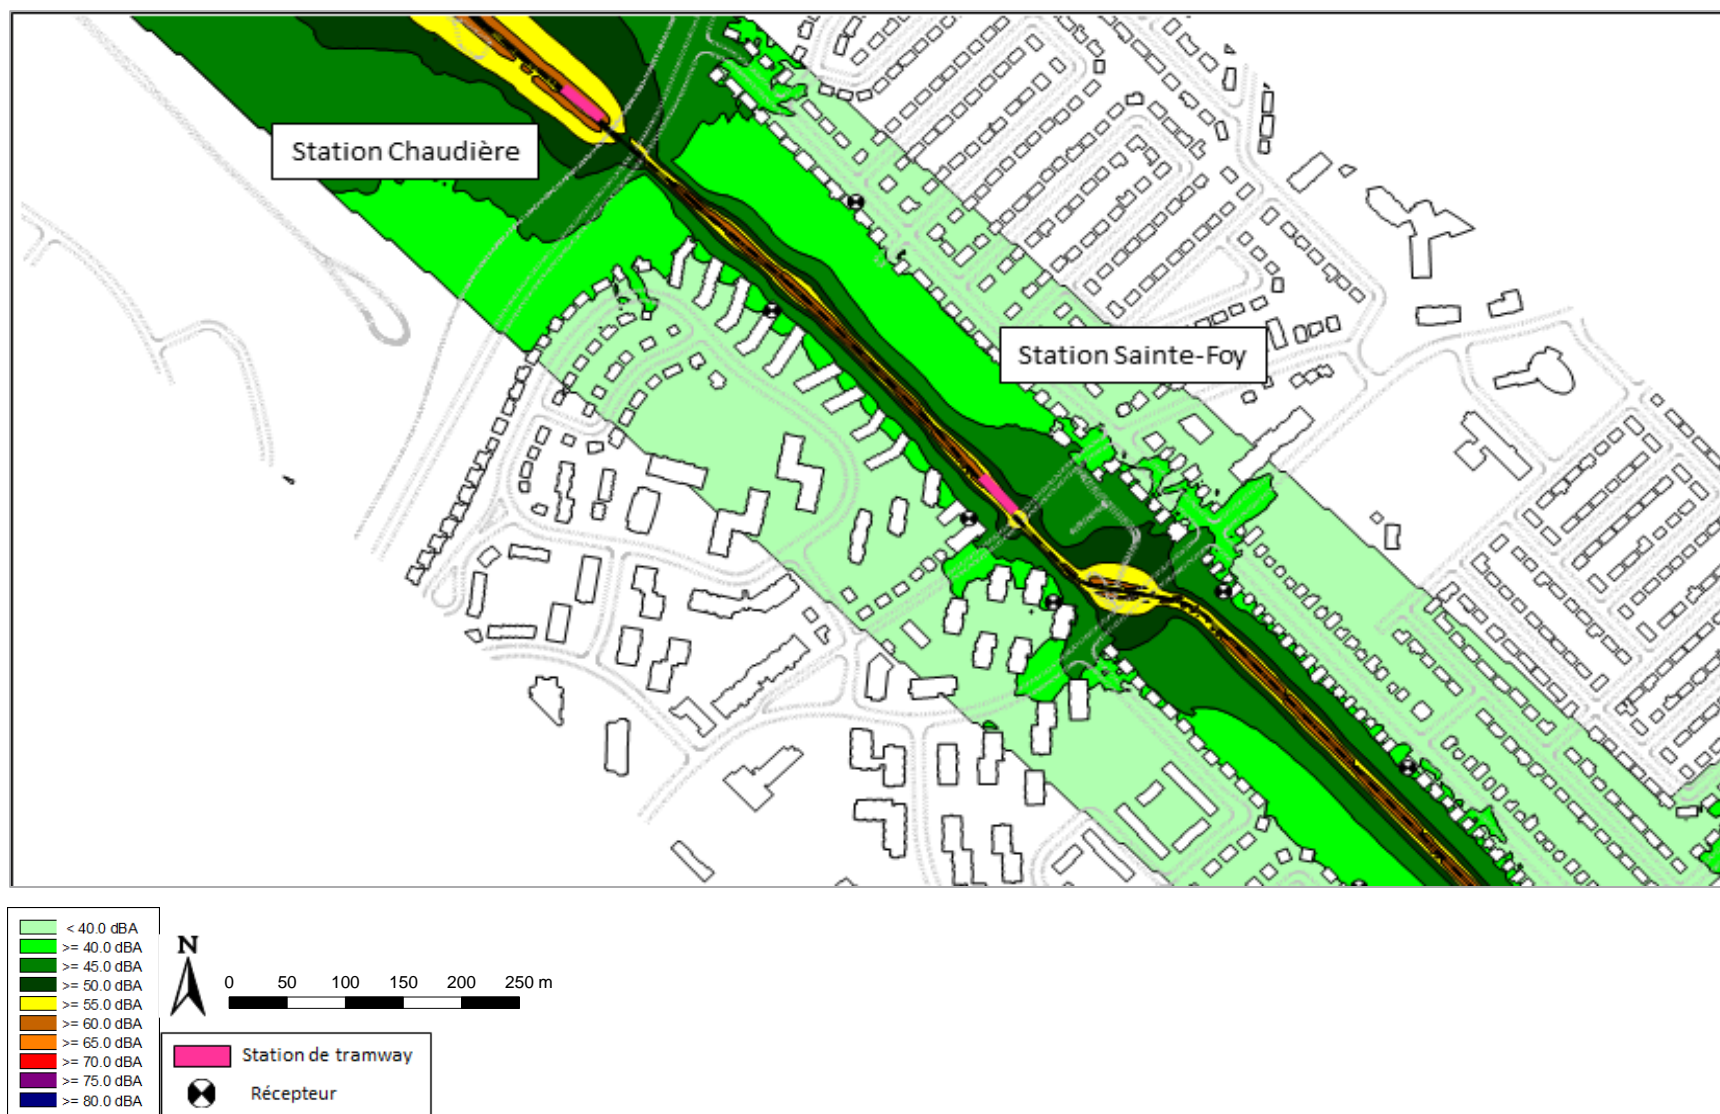 Station Chaudière
Station Sainte-Foy
< 40.0 dBA
>= 40.0 dBA
>= 45.0 dBA
>= 50.0 dBA
>= 55.0 dBA
>= 60.0 dBA
>= 65.0 dBA
>= 70.0 dBA
>= 75.0 dBA
>= 80.0 dBA
N
0 50 100 150 200 250 m
Station de tramway
Récepteur